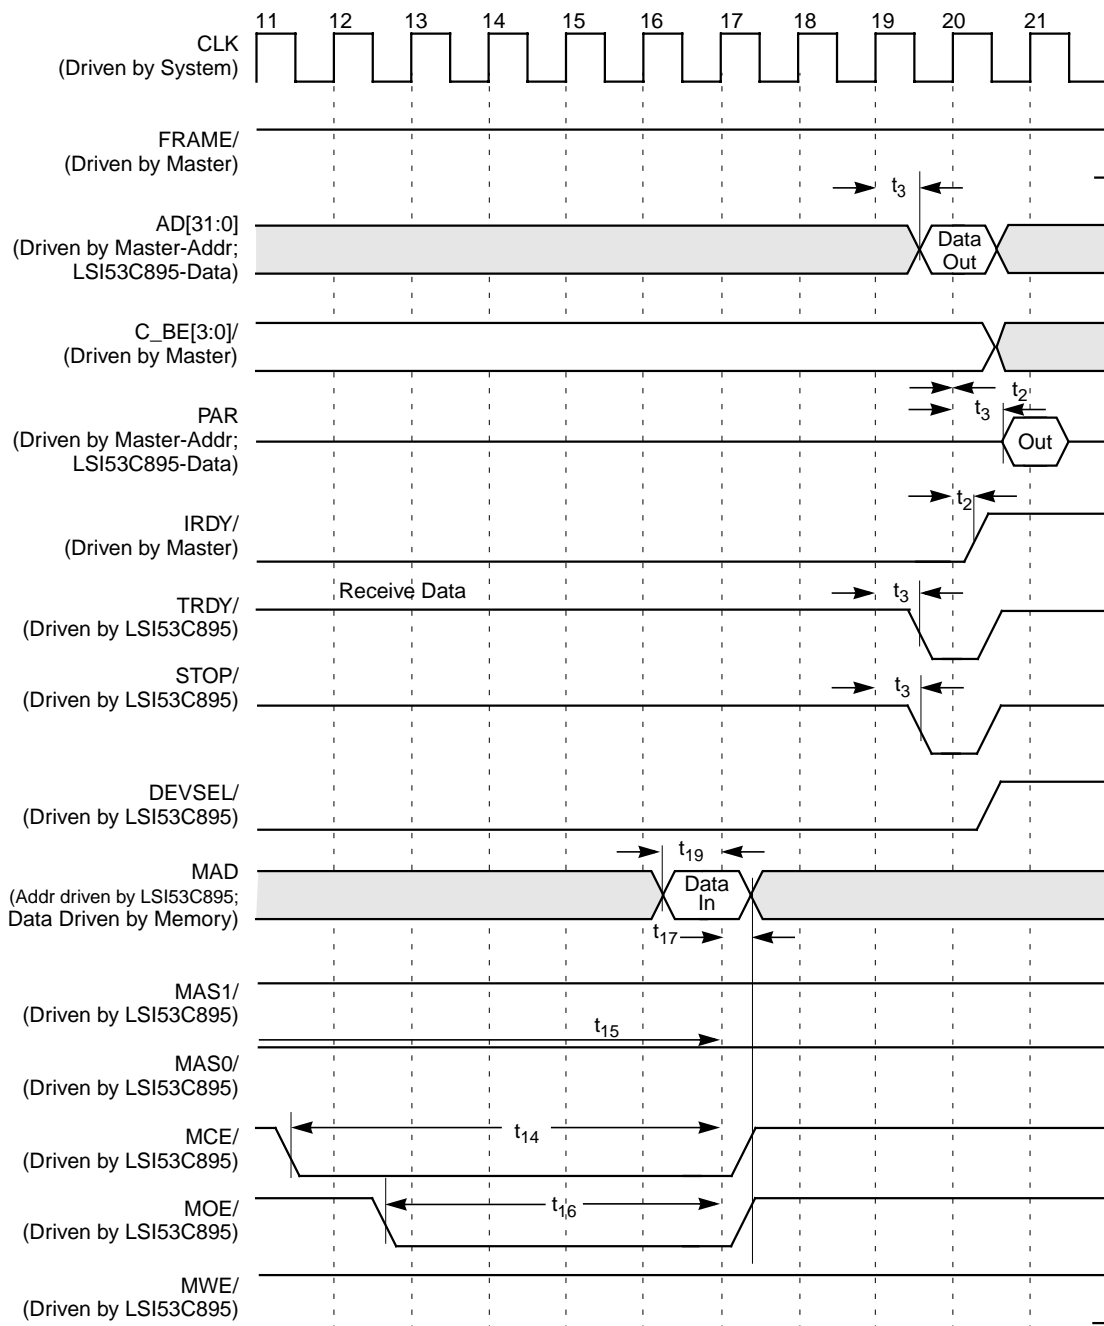 11 12 13 14 15 16 17 18 19 20 21
CLK
(Driven by System)
FRAME/
(Driven by Master)
t3
AD[31:0]
(Driven by Master-Addr;
LSI53C895-Data)
Data
Out
C_BE[3:0]/
(Driven by Master)
t2
t3
PAR
(Driven by Master-Addr;
LSI53C895-Data)
Out
t2
IRDY/
(Driven by Master)
Receive Data
t3
TRDY/
(Driven by LSI53C895)
t3
STOP/
(Driven by LSI53C895)
DEVSEL/
(Driven by LSI53C895)
t19
MAD
(Addr driven by LSI53C895;
Data Driven by Memory)
Data
In
t17
MAS1/
(Driven by LSI53C895)
t15
MAS0/
(Driven by LSI53C895)
t14
MCE/
(Driven by LSI53C895)
t16
MOE/
(Driven by LSI53C895)
MWE/
(Driven by LSI53C895)